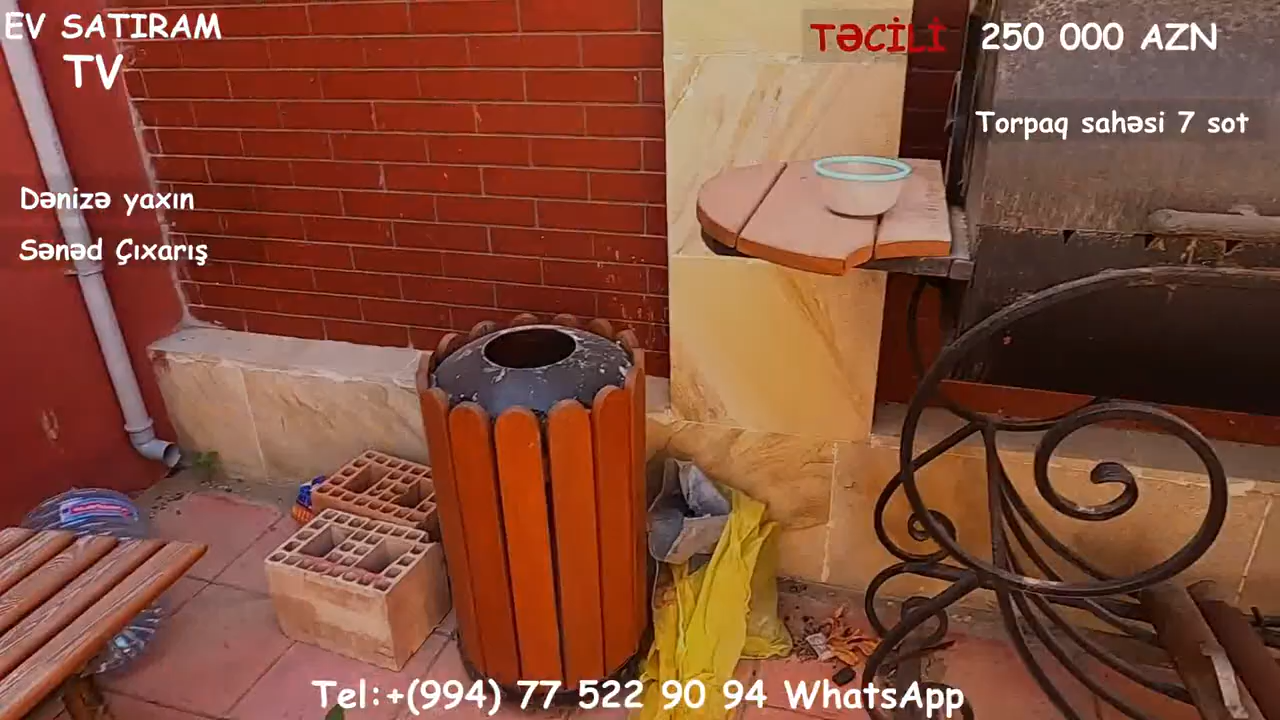 EV SATIRAM
TV
TƏCİLİ 250 000 AZN
Torpaq sahəsi 7 sot
Dənizə yaxın
Sənəd Çıxarış
Tel:+(994) 77 522 90 94 WhatsApp